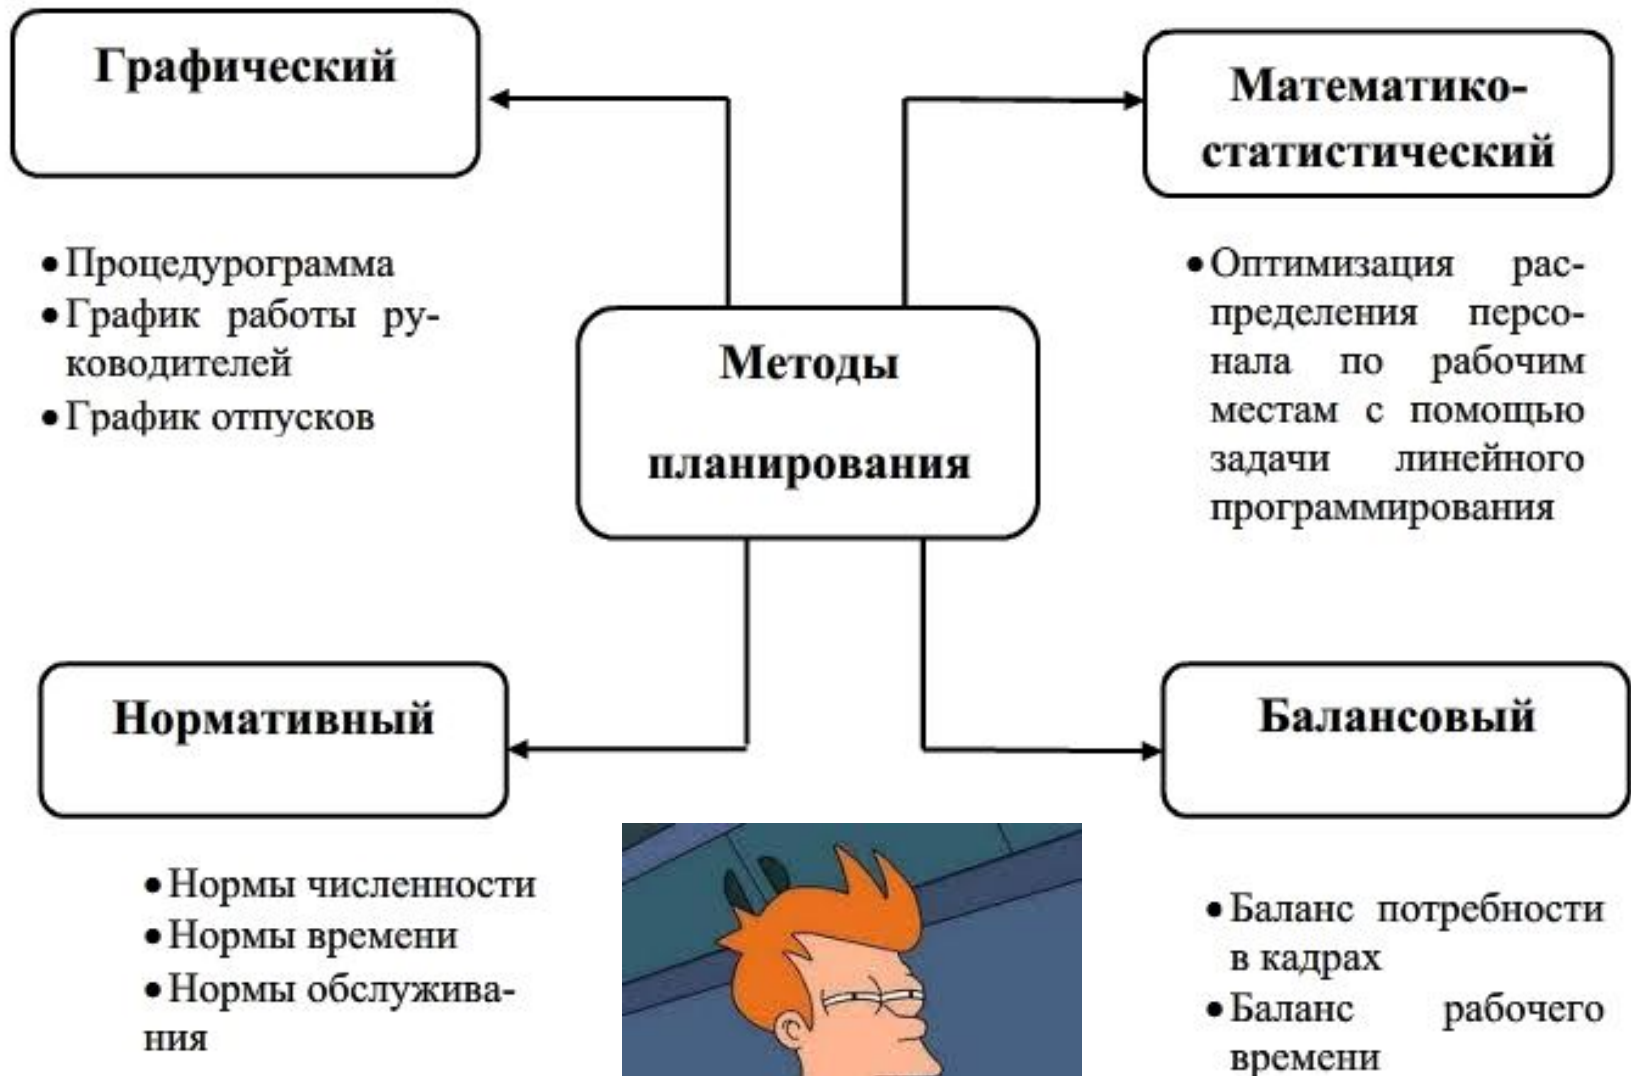 Графический
• Процедурограмма
• График работы ру-
ководителей
• График отпусков
Математико-
статистический
• Оптимизация рас-
пределения персо-
нала по рабочим
местам с помощью
задачи линейного
программирования
Методы
планирования
Нормативный
• Нормы численности
• Нормы времени
• Нормы обслужива-
ния
Балансовый
• Баланс потребности
в кадрах
• Баланс рабочего
времени